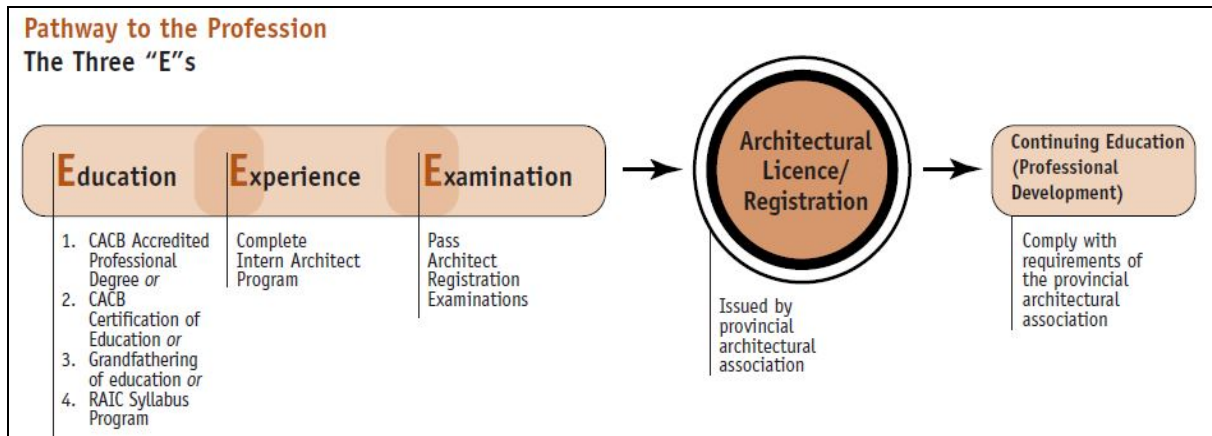 Pathway to the Profession
The Three “E”s
Education
Experience
Examination
1. CACB Accredited
Professional
Degree or
2. CACB
Certification of
Education or
3. Grandfathering
of education or
4. RAIC Syllabus
Program
Complete
Intern Architect
Program
Pass
Architect
Registration
Examinations
Architectural
Licence/
Registration
Issued by
provincial
architectural
association
Continuing Education
(Professional
Development)
Comply with
requirements of
the provincial
architectural
association